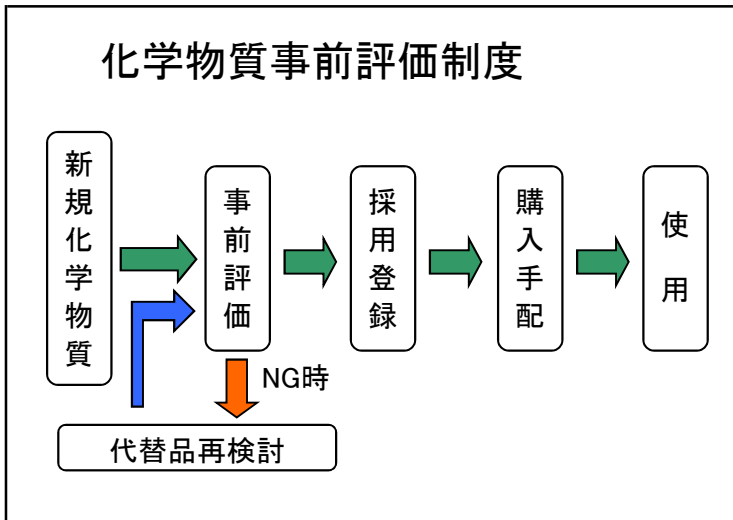 化学物質事前評価制度
新規化学物質
事前評価
採用登録
購入手配
使用
NG時
代替品再検討